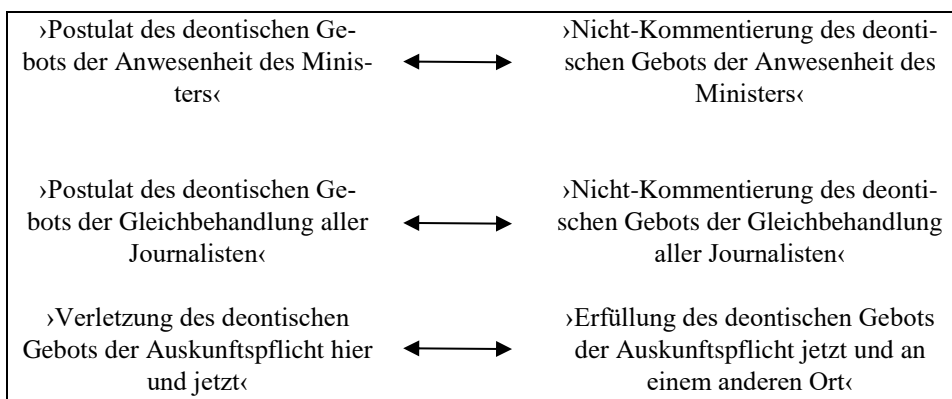 ›Postulat des deontischen Ge-
bots der Anwesenheit des Minis-
ters‹
›Nicht-Kommentierung des deonti-
schen Gebots der Anwesenheit des
Ministers‹
›Postulat des deontischen Ge-
bots der Gleichbehandlung aller
Journalisten‹
›Nicht-Kommentierung des deonti-
schen Gebots der Gleichbehandlung
aller Journalisten‹
›Verletzung des deontischen
Gebots der Auskunftspflicht hier
und jetzt‹
›Erfüllung des deontischen Gebots
der Auskunftspflicht jetzt und an
einem anderen Ort‹